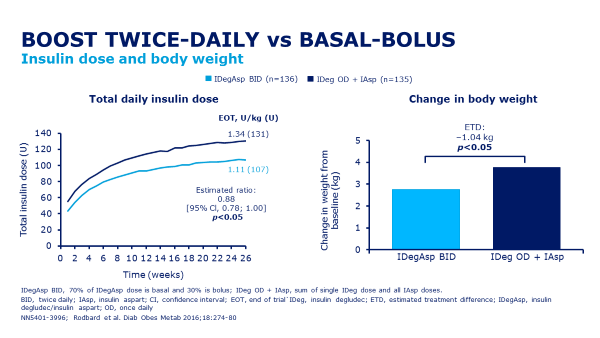 BOOST TWICE-DAILY vs BASAL-BOLUS
Insulin dose and body weight
IDegAsp BID (n=136) IDeg OD + IAsp (n=135)
Total daily insulin dose
EOT, U/kg (U)
1.34 (131)
1.11 (107)
Estimated ratio:
0.88
[95% CI, 0.78; 1.00]
p<0.05
Total insulin dose (U)
140
120
100
80
60
40
20
0
0 2 4 6 8 10 12 14 16 18 20 22 24 26
Time (weeks)
Change in body weight
ETD:
−1.04 kg
p<0.05
Change in weight from
baseline (kg)
5
4
3
2
1
0
IDegAsp BID IDeg OD + IAsp
IDegAsp BID, 70% of IDegAsp dose is basal and 30% is bolus; IDeg OD + IAsp, sum of single IDeg dose and all IAsp doses.
BID, twice daily; IAsp, insulin aspart; CI, confidence interval; EOT, end of trial IDeg, insulin degludec; ETD, estimated treatment difference; IDegAsp, insulin
degludec/insulin aspart; OD, once daily
NN5401-3996; Rodbard et al. Diab Obes Metab 2016;18:274-80